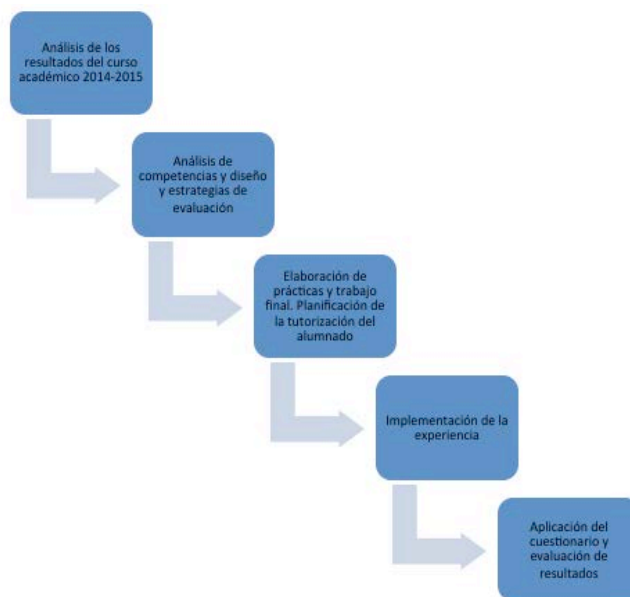 Análisis de los
resultados del curso
académico 2014-2015
Análisis de
competencias y diseño
y estrategias de
evaluación
Elaboración de
prácticas y trabajo
final. Planificación de
la tutorización del
alumnado
Implementación de la
experiencia
Aplicación del
cuestionario y
evaluación de
resultados